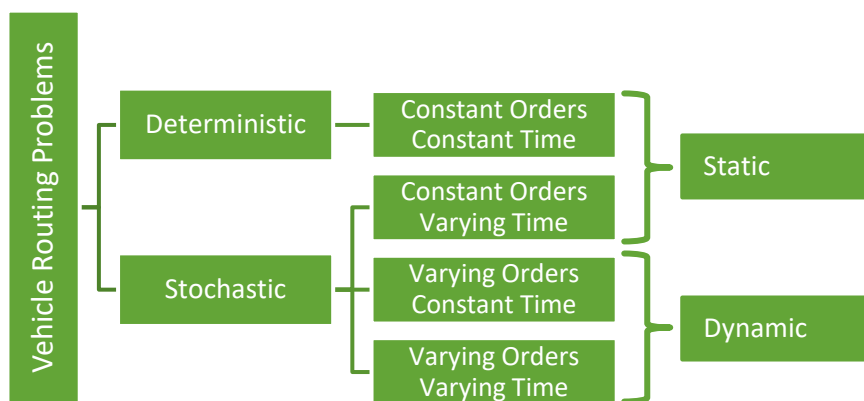 Vehicle Routing Problems
Deterministic
Constant Orders
Constant Time
Static
Constant Orders
Varying Time
Stochastic
Varying Orders
Constant Time
Dynamic
Varying Orders
Varying Time